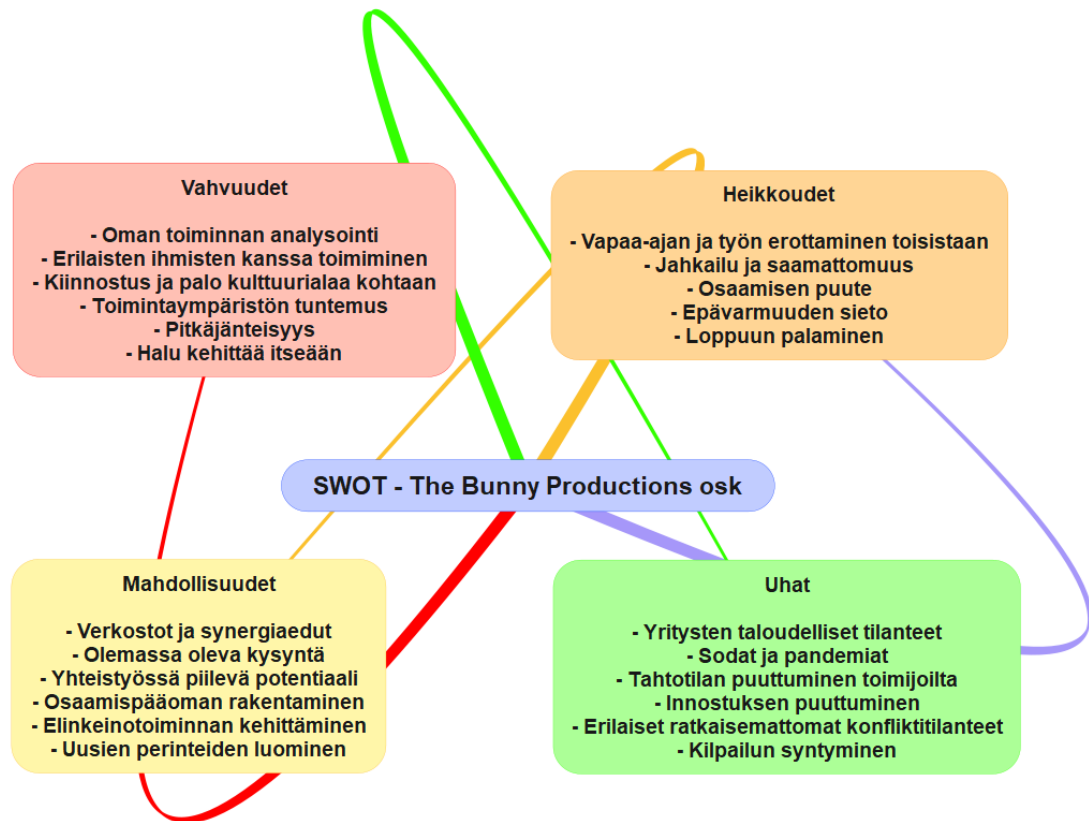 Vahvuudet
- Oman toiminnan analysointi
- Erilaisten ihmisten kanssa toimiminen
- Kiinnostus ja palo kulttuurialaa kohtaan
- Toimintaympäristön tuntemus
- Pitkäjänteisyys
- Halu kehittää itseään
Heikkoudet
- Vapaa-ajan ja työn erottaminen toisistaan
- Jahkailu ja saamattomuus
- Osaamisen puute
- Epävarmuuden sieto
- Loppuun palaminen
SWOT - The Bunny Productions osk
Mahdollisuudet
- Verkostot ja synergiaedut
- Olemassa oleva kysyntä
- Yhteistyössä piilevä potentiaali
- Osaamispääoman rakentaminen
- Elinkeinotoiminnan kehittäminen
- Uusien perinteiden luominen
Uhat
- Yritysten taloudelliset tilanteet
- Sodat ja pandemiat
- Tahtotilan puuttuminen toimijoilta
- Innostuksen puuttuminen
- Erilaiset ratkaisemattomat konfliktitilanteet
- Kilpailun syntyminen